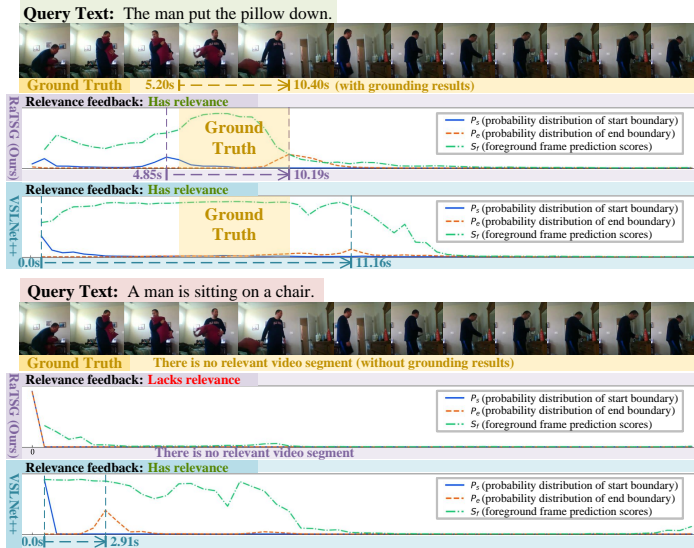 Query Text: The man put the pillow down.
Ground Truth 5.20s 10.40s (with grounding results)
RaTSG (Ours)
Relevance feedback: Has relevance
Ground Truth
Ps (probability distribution of start boundary)
Pe (probability distribution of end boundary)
Sf (foreground frame prediction scores)
4.85s 10.19s
VSLNet++
Relevance feedback: Has relevance
Ground Truth
Ps (probability distribution of start boundary)
Pe (probability distribution of end boundary)
Sf (foreground frame prediction scores)
0.0s 11.16s
Query Text: A man is sitting on a chair.
Ground Truth There is no relevant video segment (without grounding results)
RaTSG (Ours)
Relevance feedback: Lacks relevance
Ps (probability distribution of start boundary)
Pe (probability distribution of end boundary)
Sf (foreground frame prediction scores)
0
There is no relevant video segment
VSLNet++
Relevance feedback: Has relevance
Ps (probability distribution of start boundary)
Pe (probability distribution of end boundary)
Sf (foreground frame prediction scores)
0.0s 2.91s